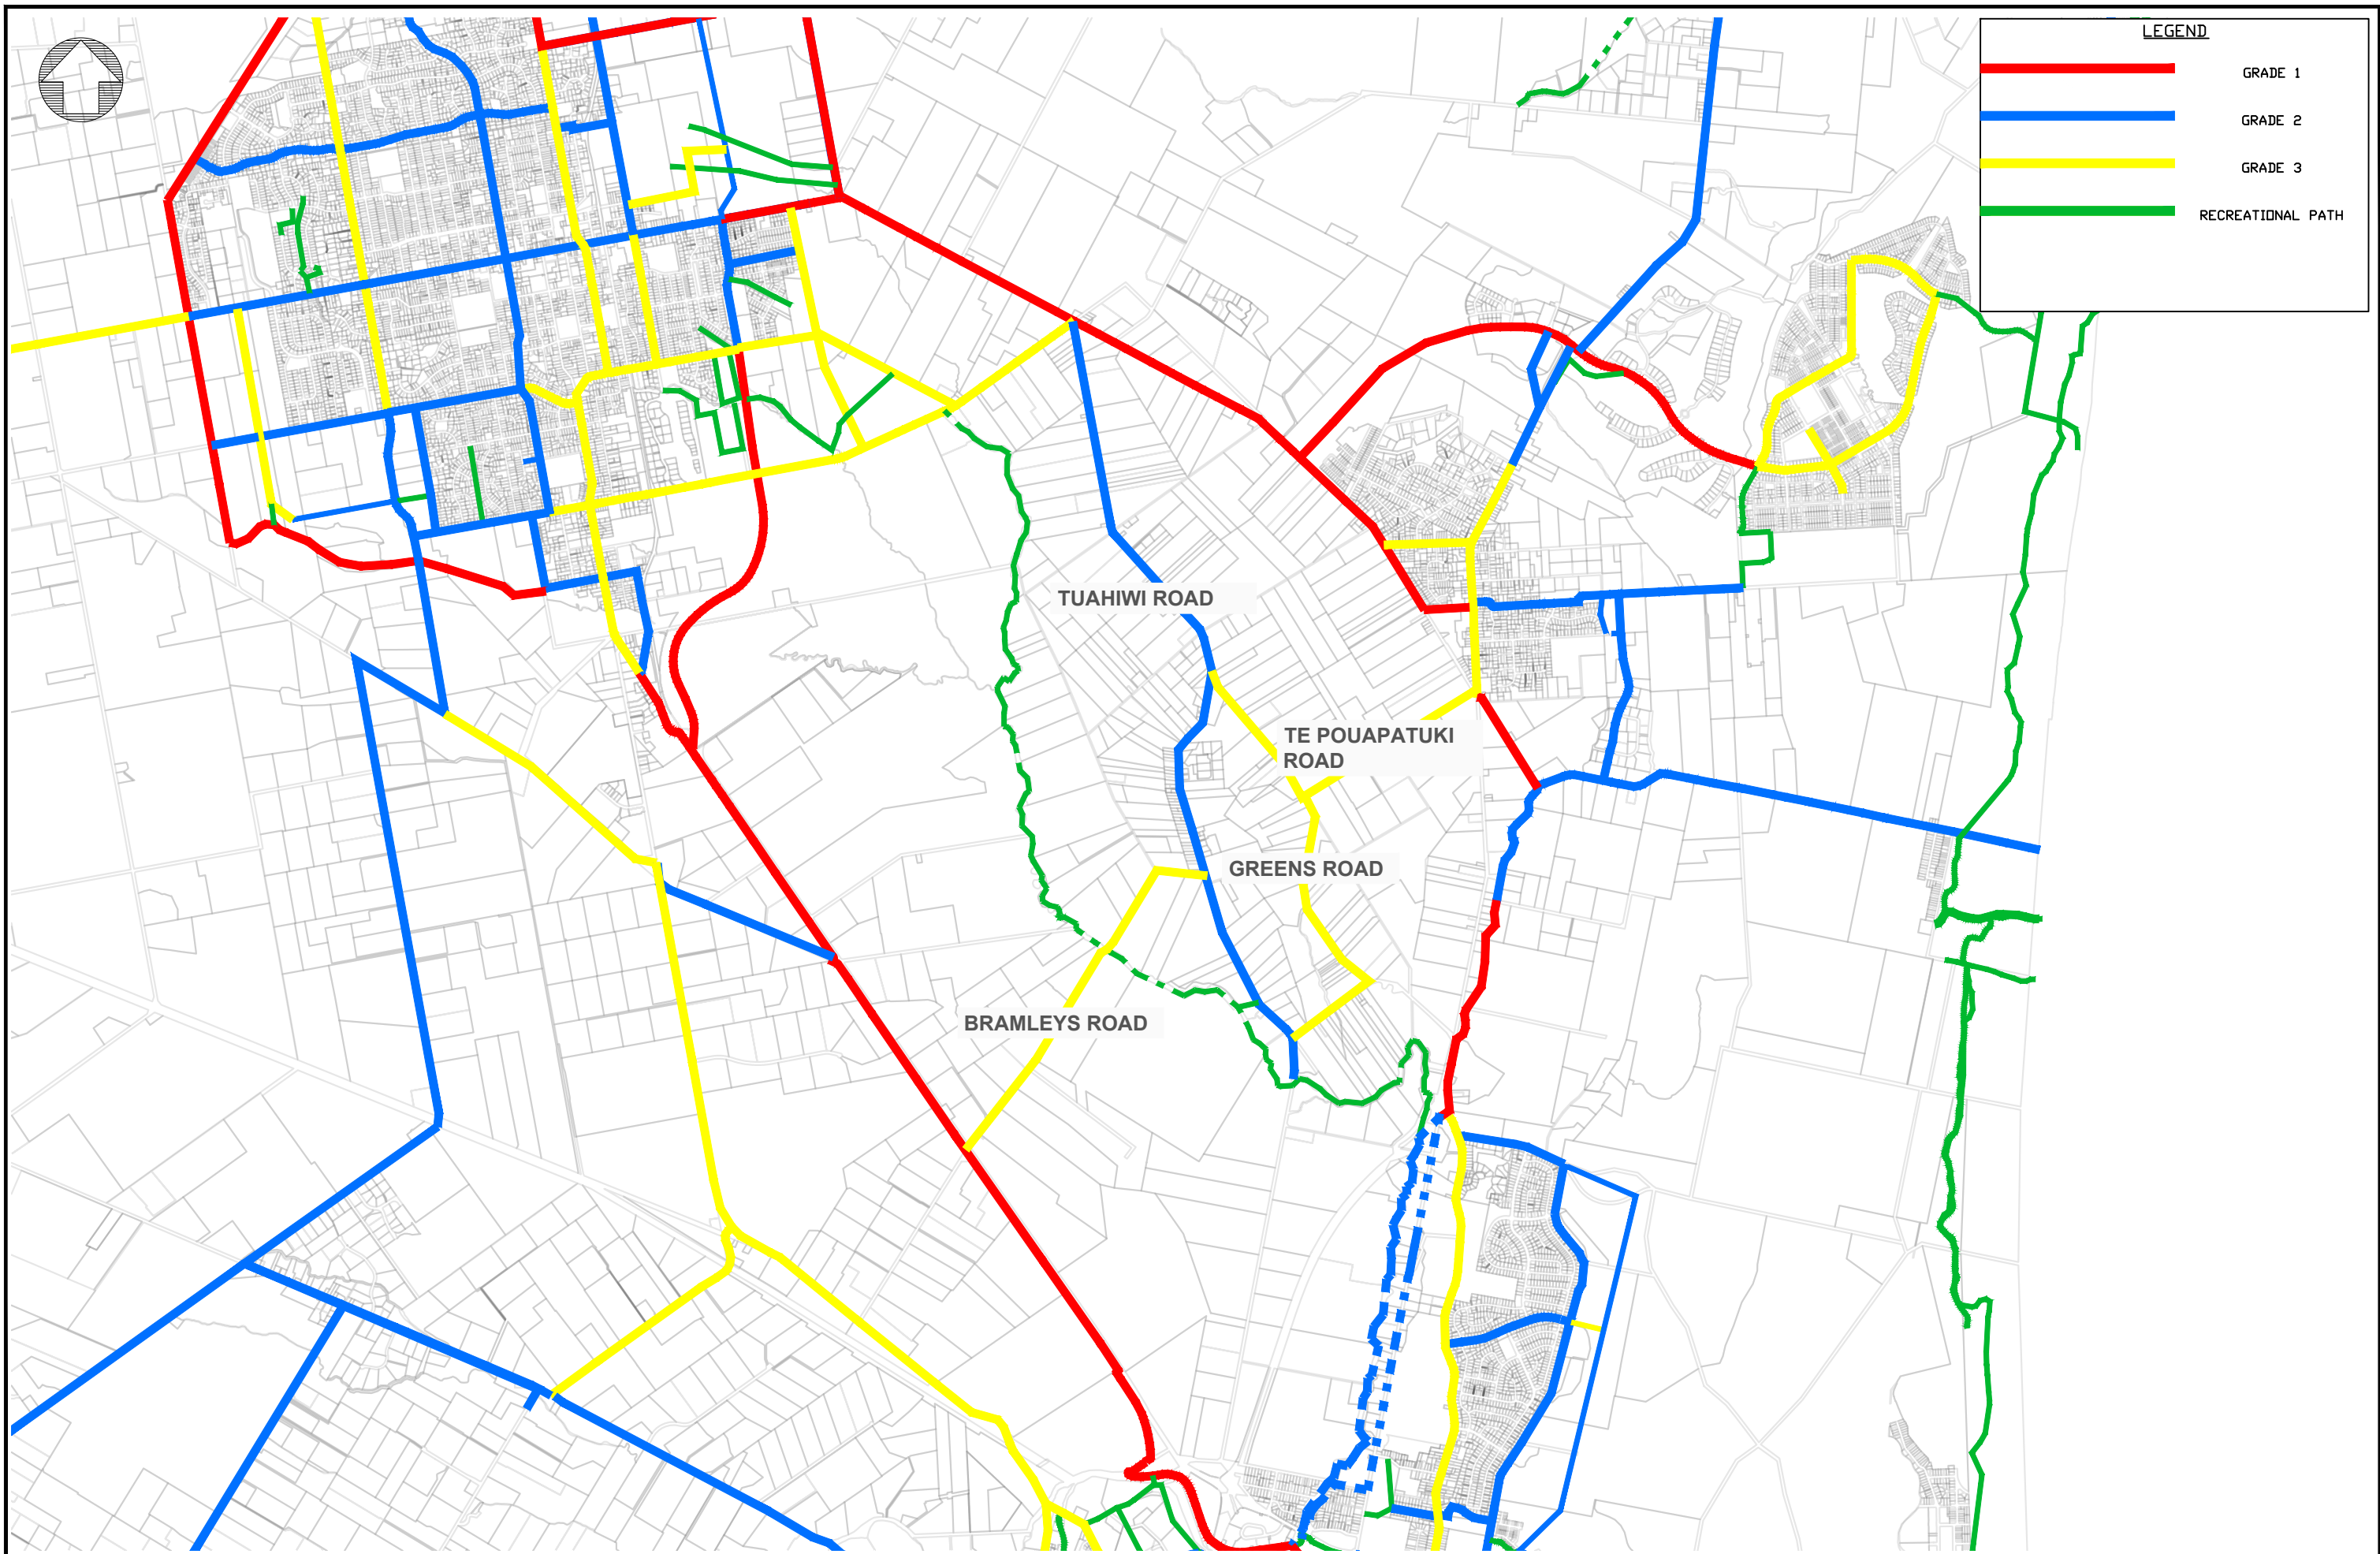 LEGEND
GRADE 1
GRADE 2
GRADE 3
RECREATIONAL PATH
TUAHIWI ROAD
TE POUAPATUKI
ROAD
GREENS ROAD
BRAMLEYS ROAD